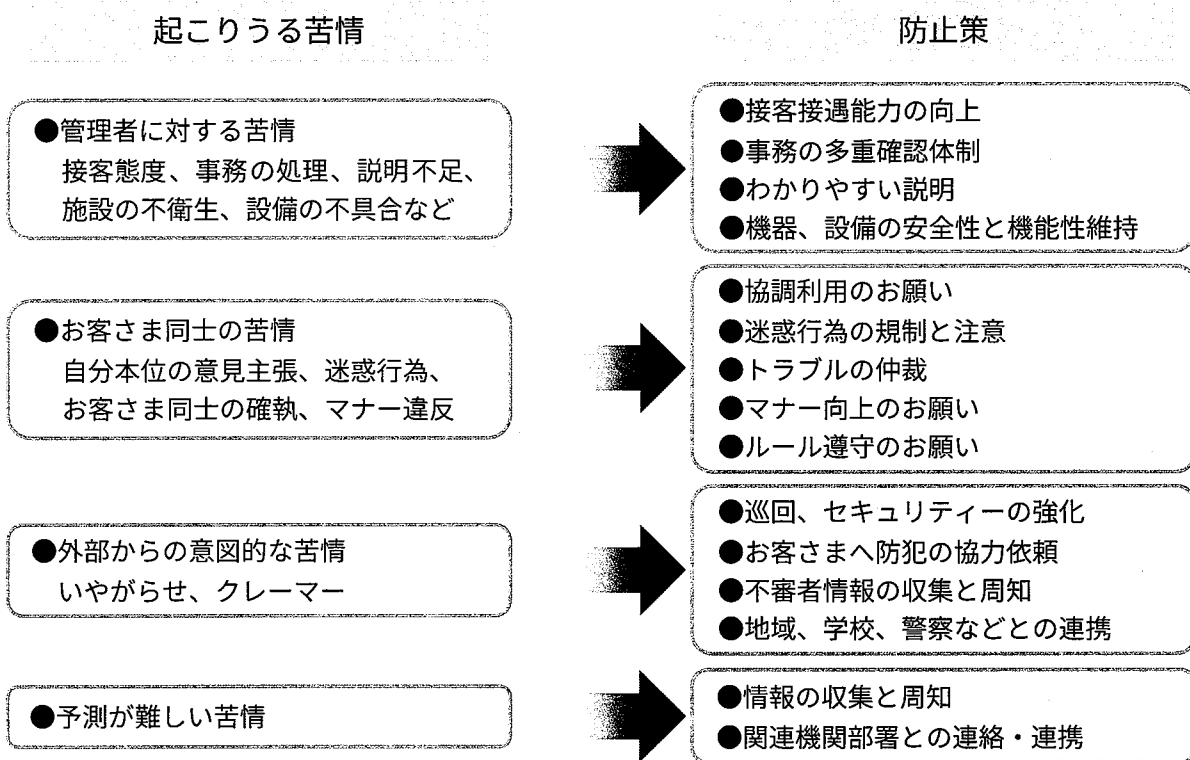 起こりうる苦情
防止策
●管理者に対する苦情
接客態度、事務の処理、説明不足、
施設の不衛生、設備の不具合など
●接客接遇能力の向上
●事務の多重確認体制
●わかりやすい説明
●機器、設備の安全性と機能性維持
●お客さま同士の苦情
自分本位の意見主張、迷惑行為、
お客さま同士の確執、マナー違反
●協調利用のお願い
●迷惑行為の規制と注意
●トラブルの仲裁
●マナー向上のお願い
●ルール遵守のお願い
●外部からの意図的な苦情
いやがらせ、クレーマー
●巡回、セキュリティーの強化
●お客さまへ防犯の協力依頼
●不審者情報の収集と周知
●地域、学校、警察などとの連携
●予測が難しい苦情
●情報の収集と周知
●関連機関部署との連絡・連携